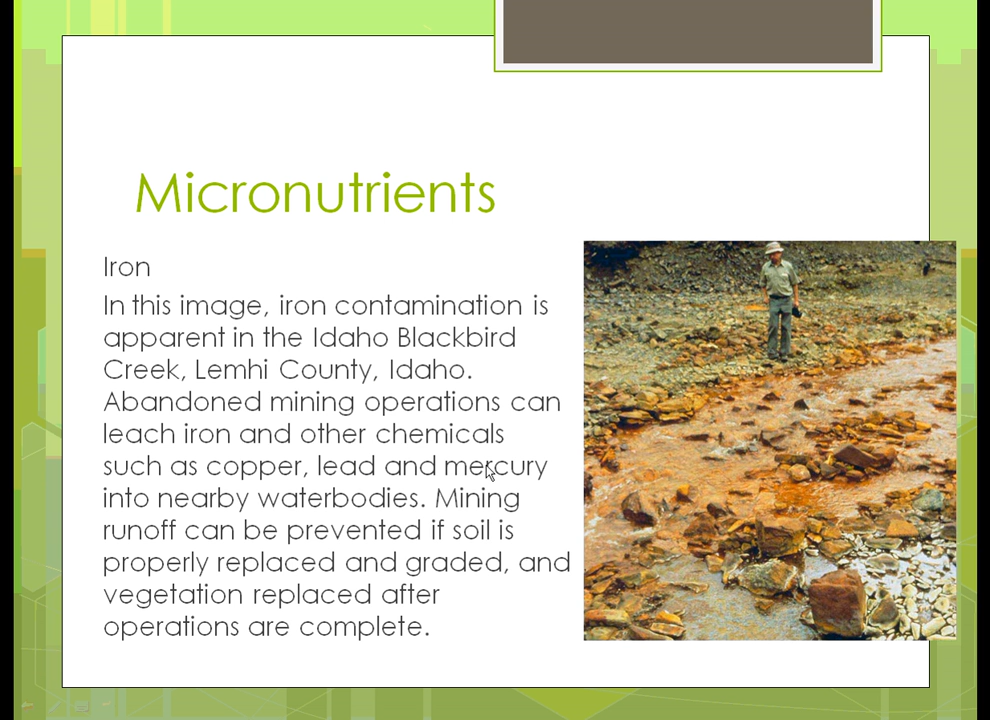 Micronutrients
Iron
In this image, iron contamination is
apparent in the Idaho Blackbird
Creek, Lemhi County, Idaho.
Abandoned mining operations can
leach iron and other chemicals
such as copper, lead and mercury
into nearby waterbodies. Mining
runoff can be prevented if soil is
properly replaced and graded, and
vegetation replaced after
operations are complete.